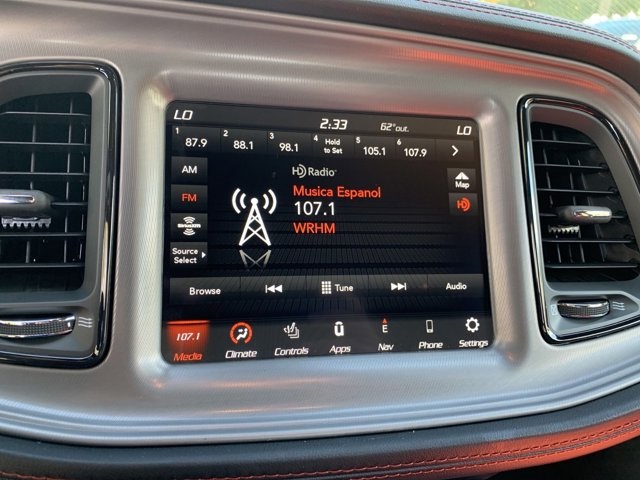 LO 2:33 62°out. LO
1 87.9 2 88.1 3 98.1 4 Hold to Set 5 105.1 6 107.9
AM
HD Radio
Map
FM
Musica Espanol
HD
107.1
SiriusXM
WRHM
Source Select
Browse Tune Audio
107.1 E
Media Climate Controls Apps Nav Phone Settings